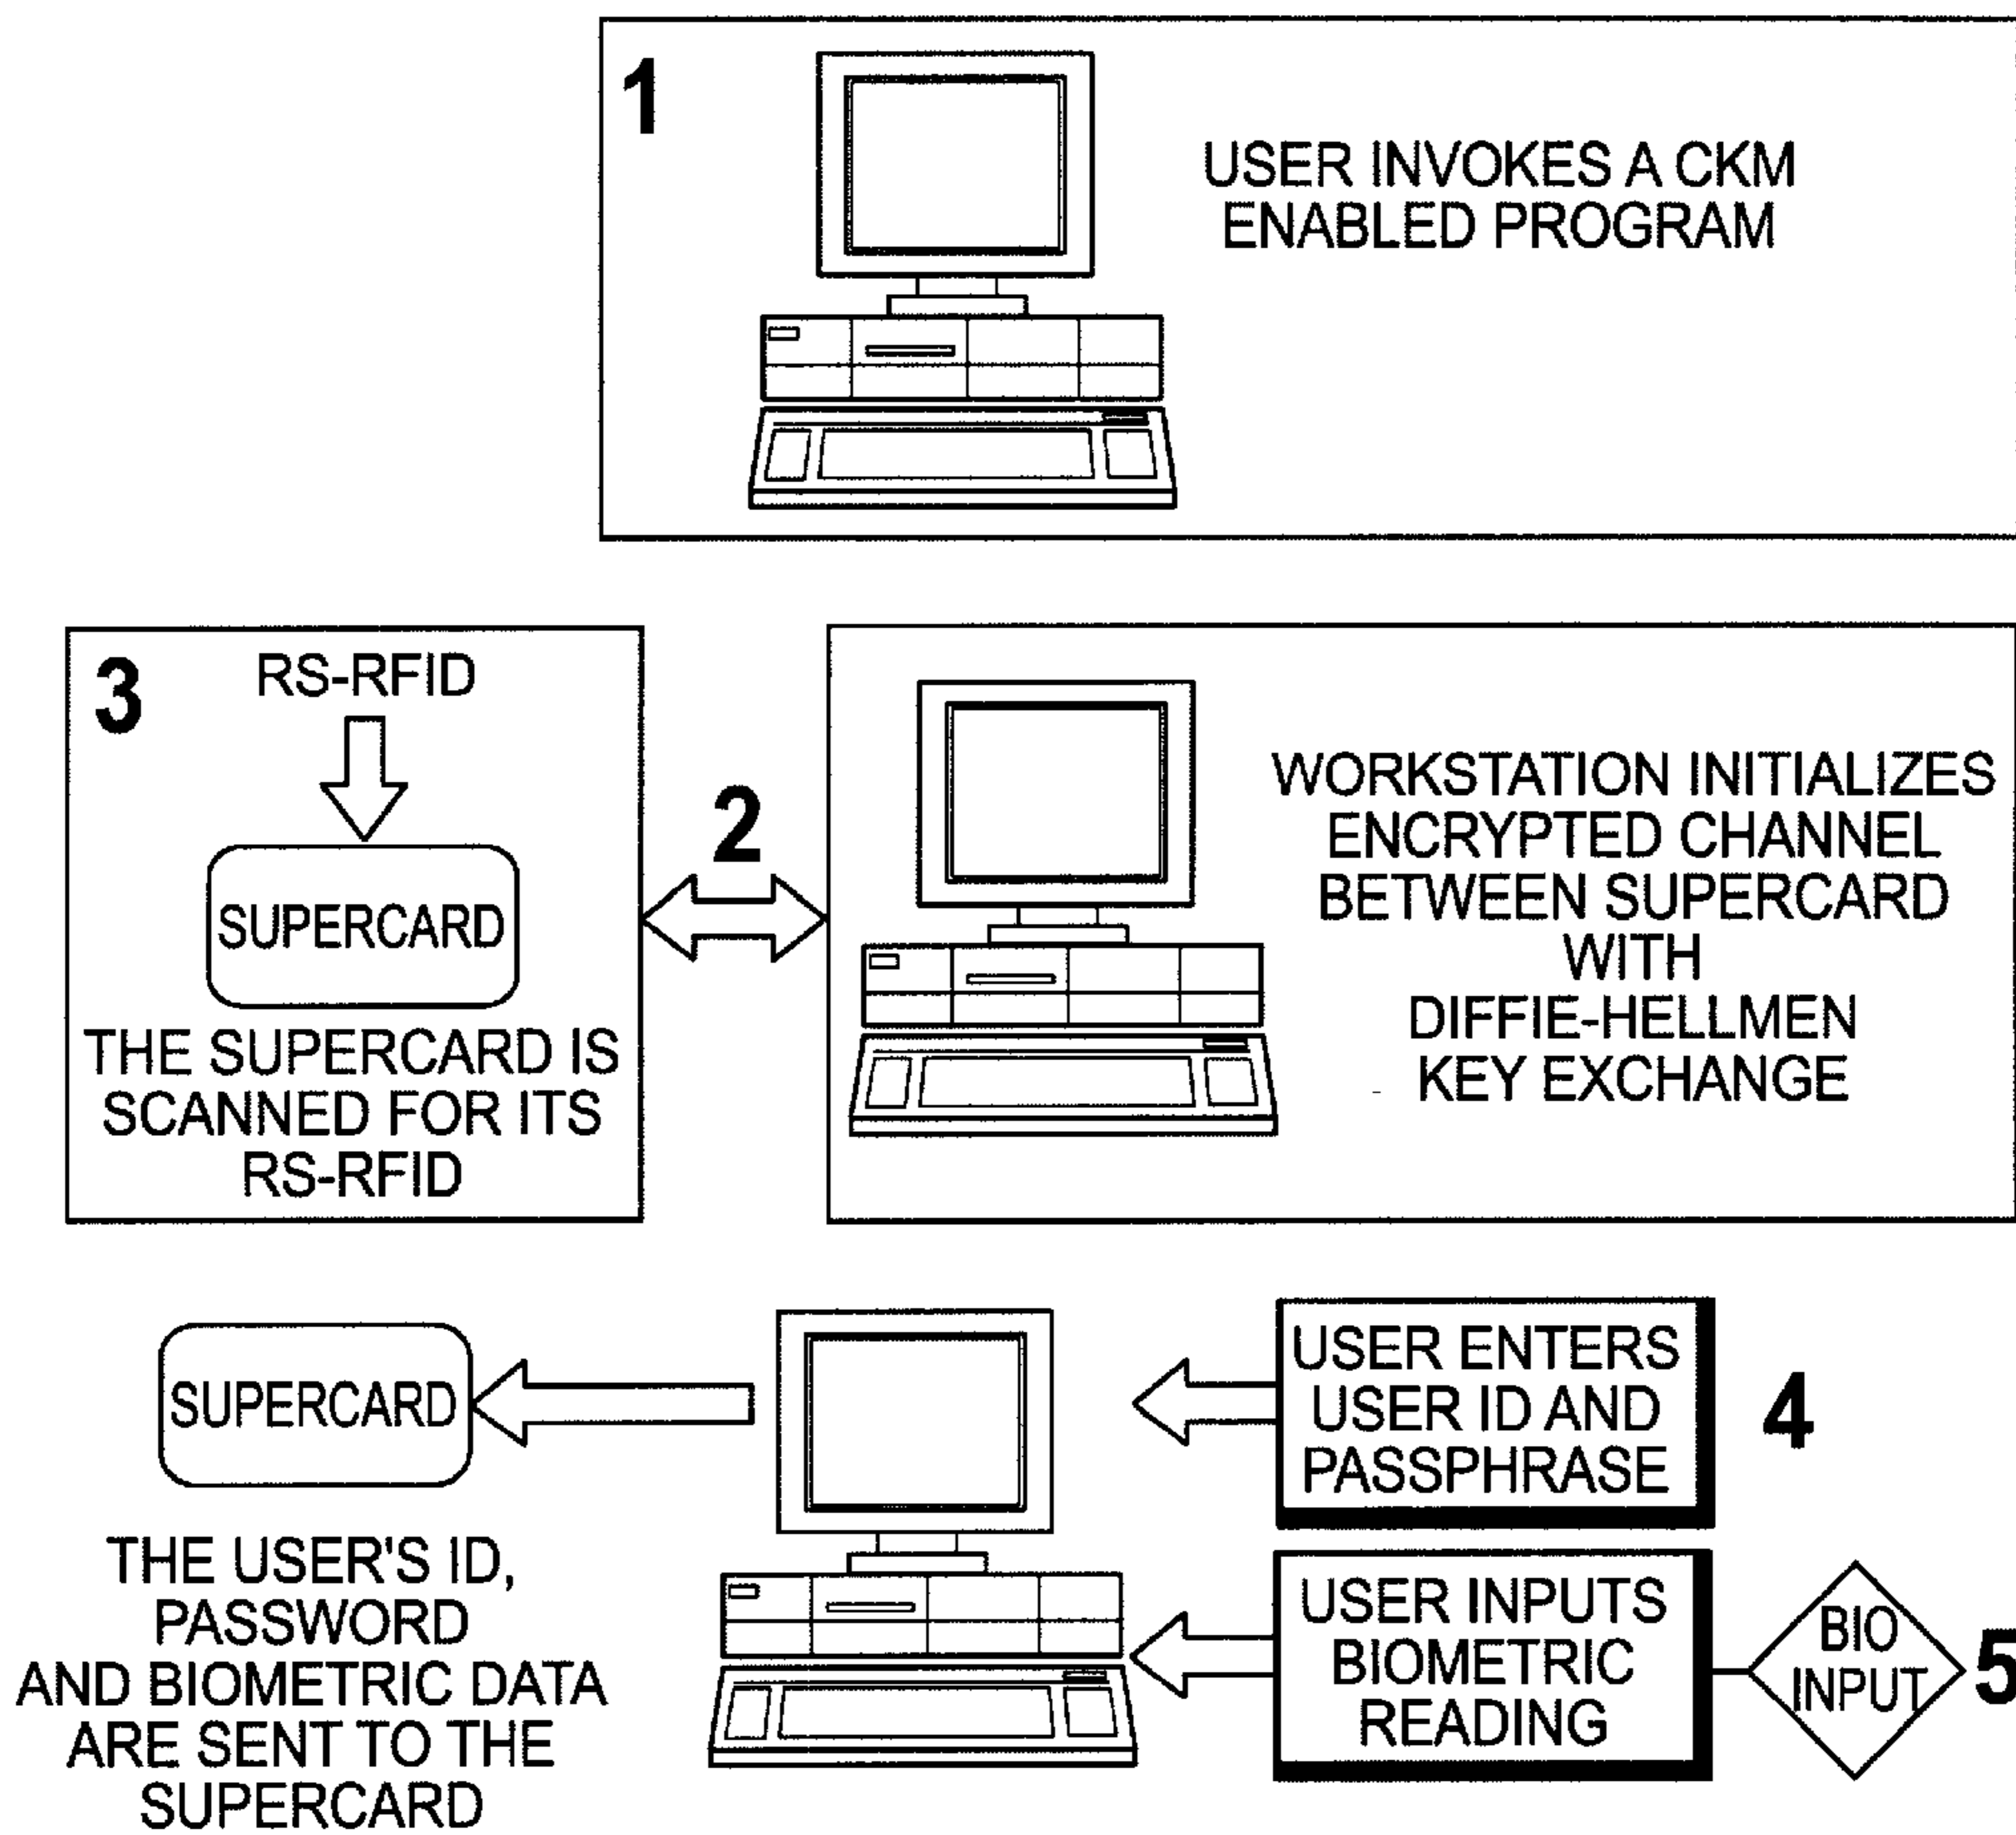 1
USER INVOKES A CKM
ENABLED PROGRAM
3
RS-RFID
SUPERCARD
THE SUPERCARD IS
SCANNED FOR ITS
RS-RFID
2
WORKSTATION INITIALIZES
ENCRYPTED CHANNEL
BETWEEN SUPERCARD
WITH
DIFFIE-HELLMEN
KEY EXCHANGE
SUPERCARD
THE USER'S ID,
PASSWORD
AND BIOMETRIC DATA
ARE SENT TO THE
SUPERCARD
USER ENTERS
USER ID AND
PASSPHRASE
4
USER INPUTS
BIOMETRIC
READING
BIO
INPUT
5